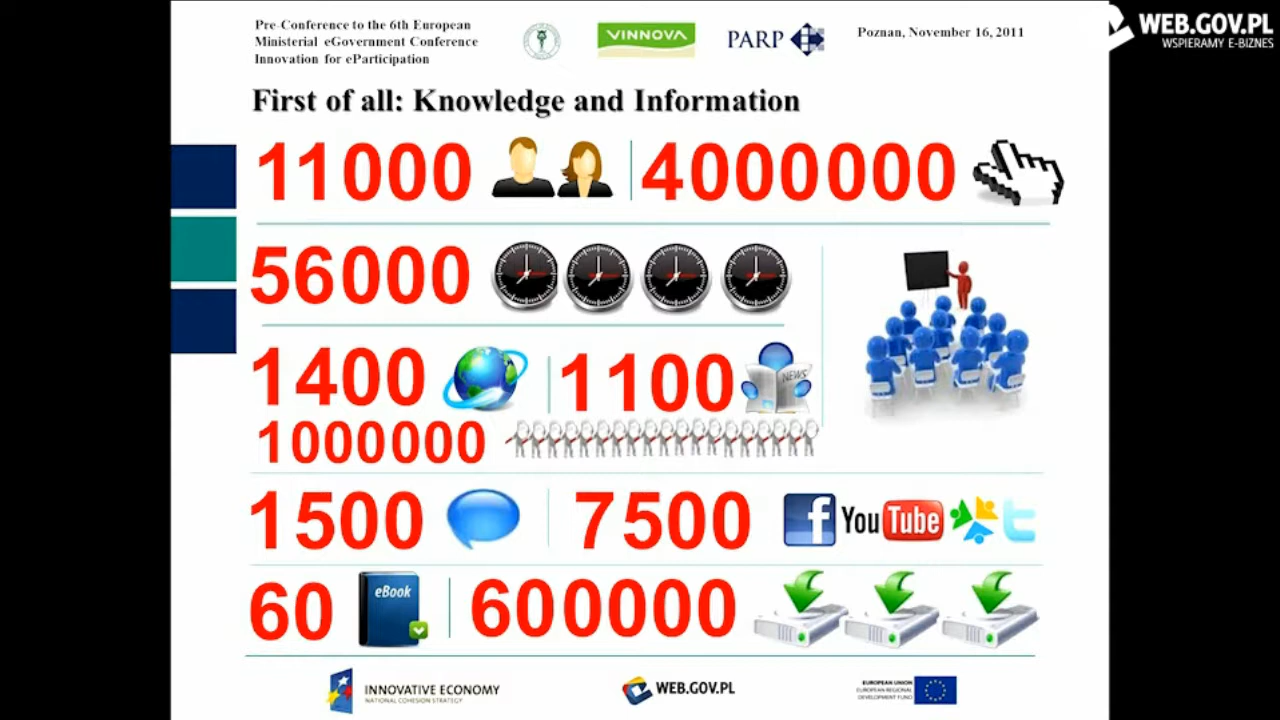 Pre-Conference to the 6th European
Ministerial eGovernment Conference
Innovation for eParticipation
VINNOVA
PARP
Poznan, November 16, 2011
WEB.GOV.PL
WSPIERAMY E-BIZNES
First of all: Knowledge and Information
11000
4000000
56000
1400
1100
NEWS
1000000
1500
7500
f
You Tube
t
60
eBook
600000
INNOVATIVE ECONOMY
NATIONAL COHESION STRATEGY
WEB.GOV.PL
EUROPEAN UNION
EUROPEAN REGIONAL
DEVELOPMENT FUND